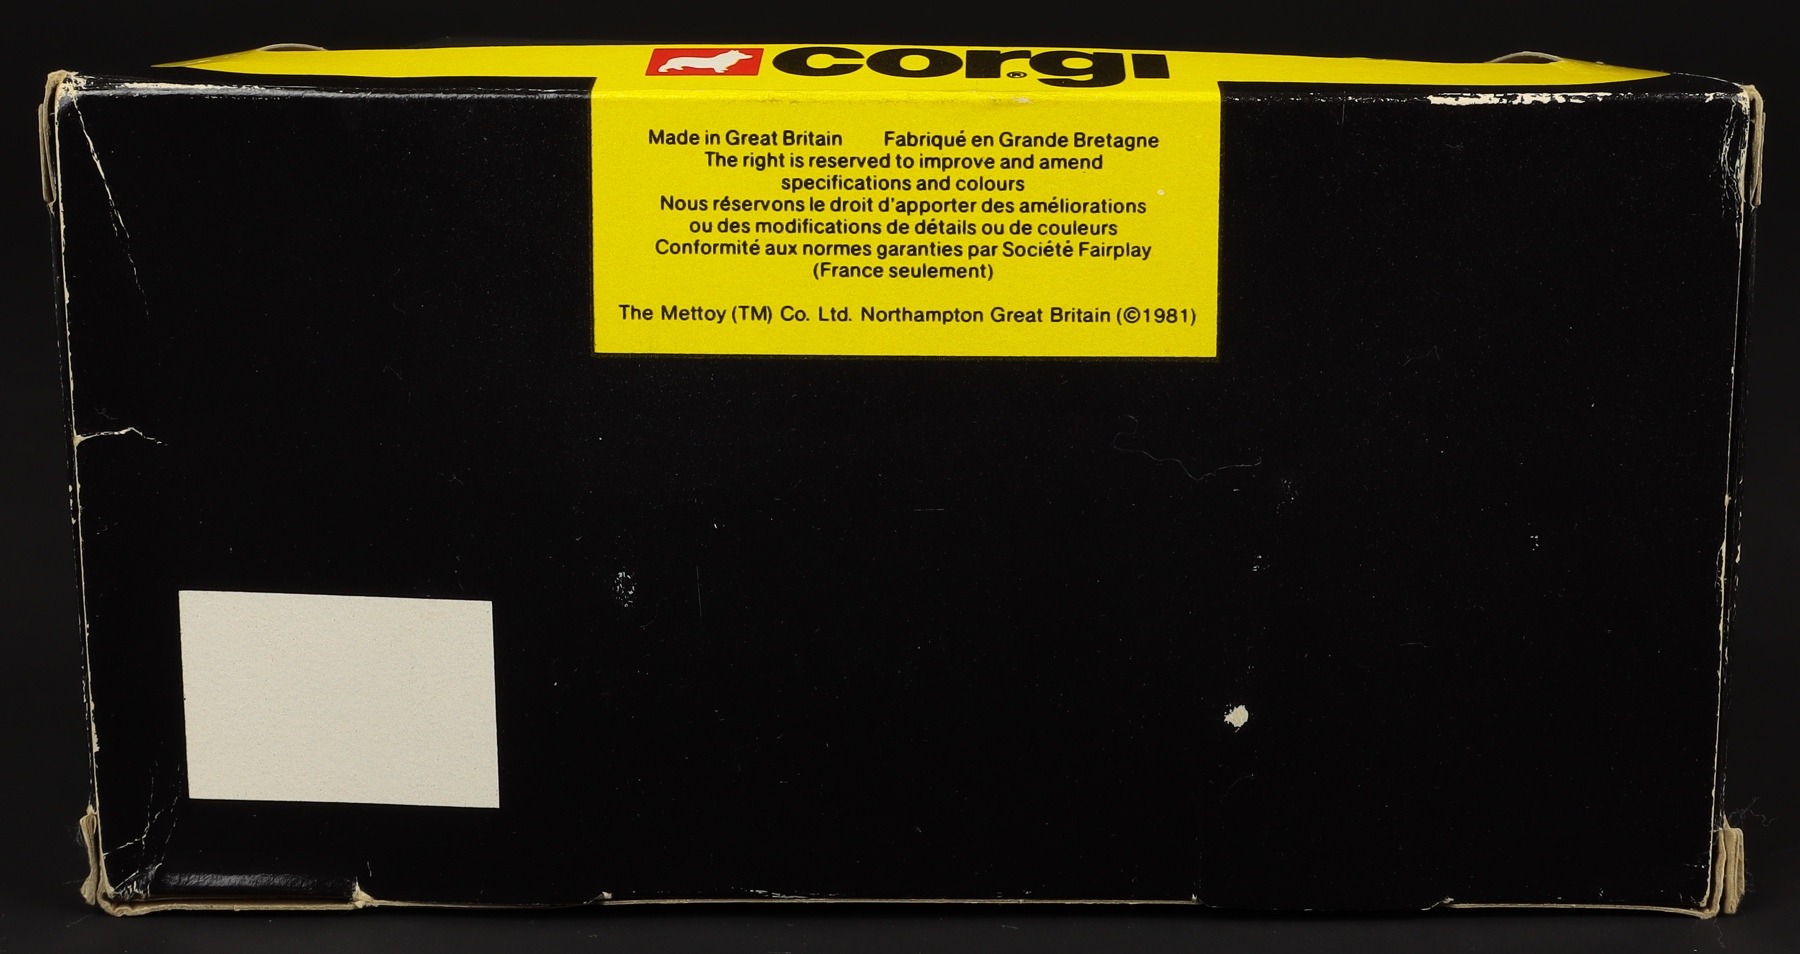 corgi®
Made in Great Britain Fabriqué en Grande Bretagne
The right is reserved to improve and amend
specifications and colours
Nous réservons le droit d'apporter des améliorations
ou des modifications de détails ou de couleurs
Conformité aux normes garanties par Société Fairplay
(France seulement)
The Mettoy (TM) Co. Ltd. Northampton Great Britain (©1981)